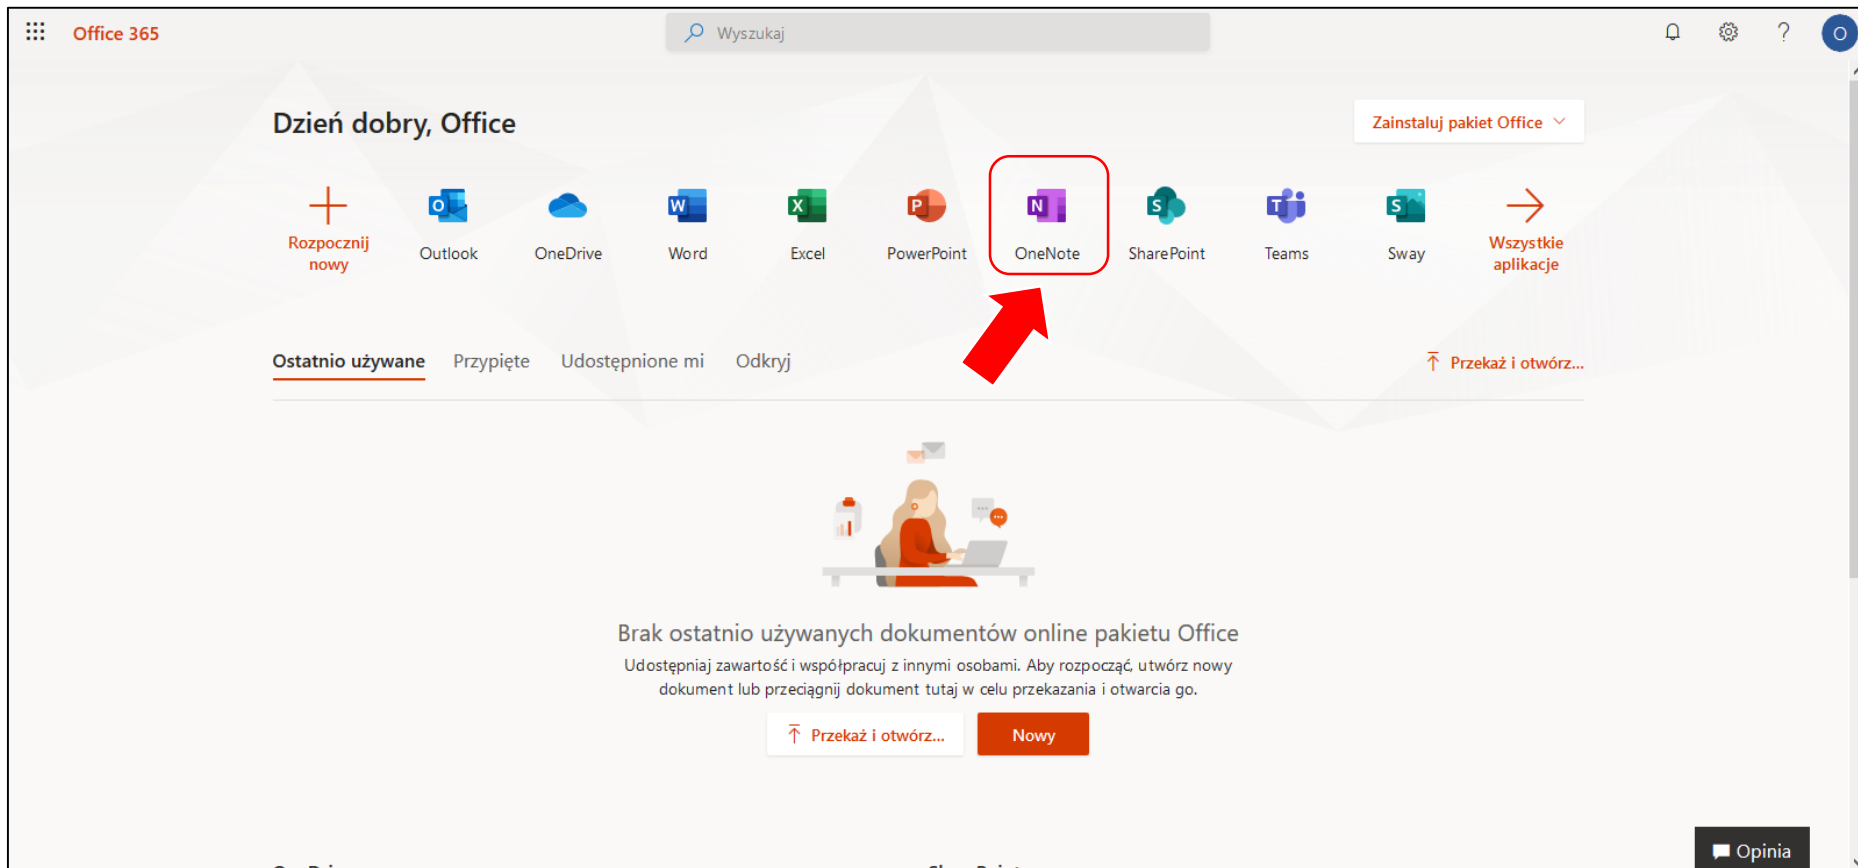 Office 365
Wyszukaj
O
Dzień dobry, Office
Zainstaluj pakiet Office
Rozpocznij
nowy
Outlook
OneDrive
Word
Excel
PowerPoint
OneNote
SharePoint
Teams
Sway
Wszystkie
aplikacje
Ostatnio używane
Przypięte
Udostępnione mi
Odkryj
Przekaż i otwórz...
Brak ostatnio używanych dokumentów online pakietu Office
Udostępniaj zawartość i współpracuj z innymi osobami. Aby rozpocząć, utwórz nowy
dokument lub przeciągnij dokument tutaj w celu przekazania i otwarcia go.
Przekaż i otwórz...
Nowy
Opinia